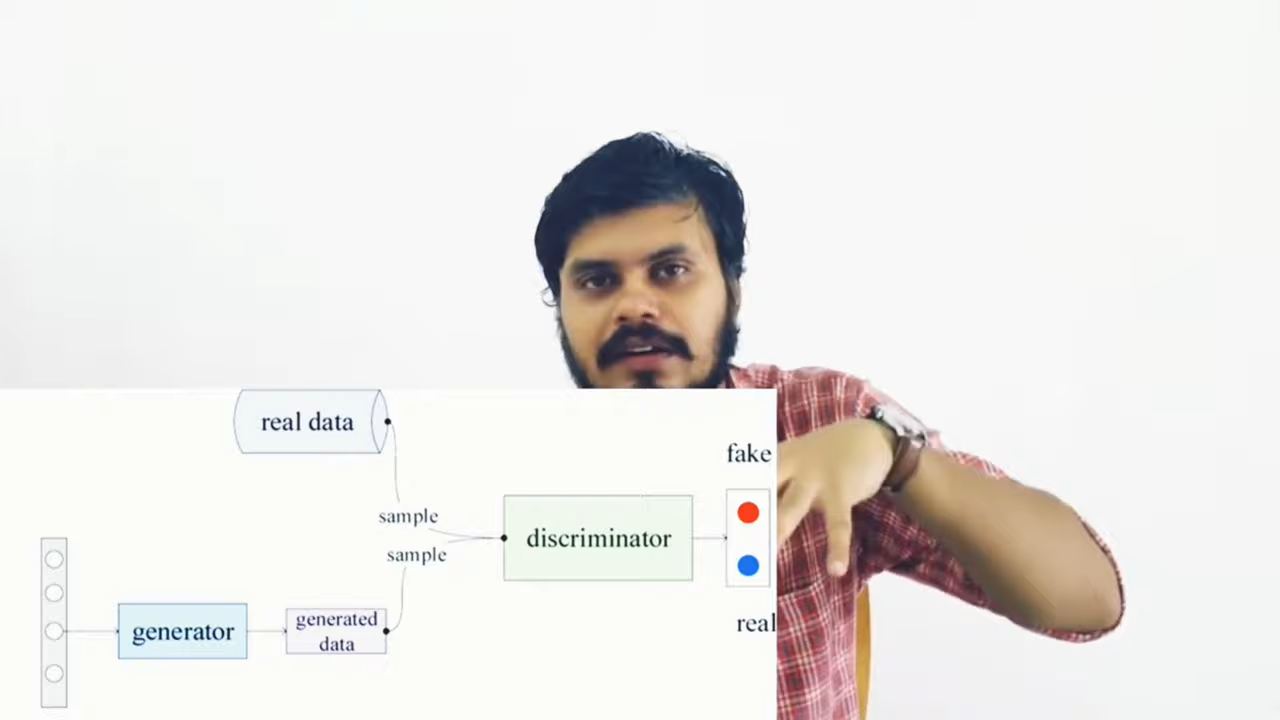 real data
fake
sample
discriminator
sample
generator
generated
data
real